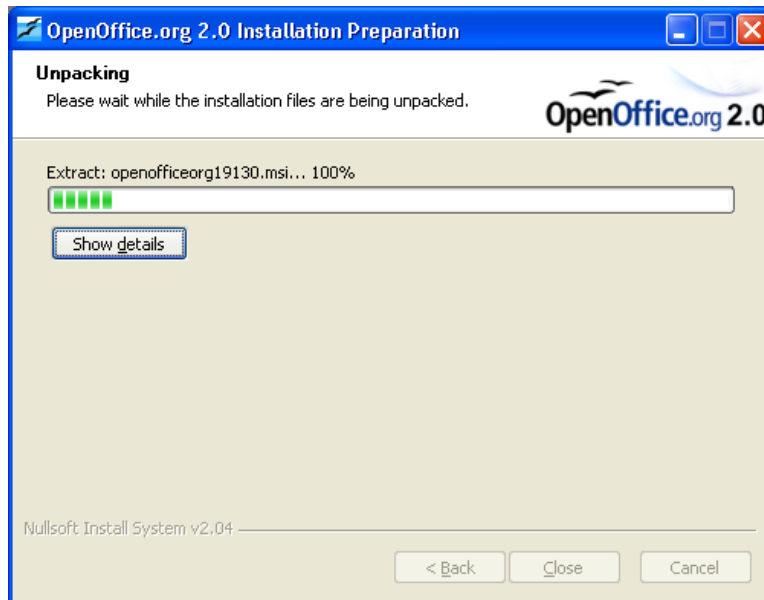 OpenOffice.org 2.0 Installation Preparation
Unpacking
Please wait while the installation files are being unpacked.
OpenOffice.org 2.0
Extract: openofficeorg19130.msi... 100%
Show details
Nullsoft Install System v2.04
< Back
Close
Cancel